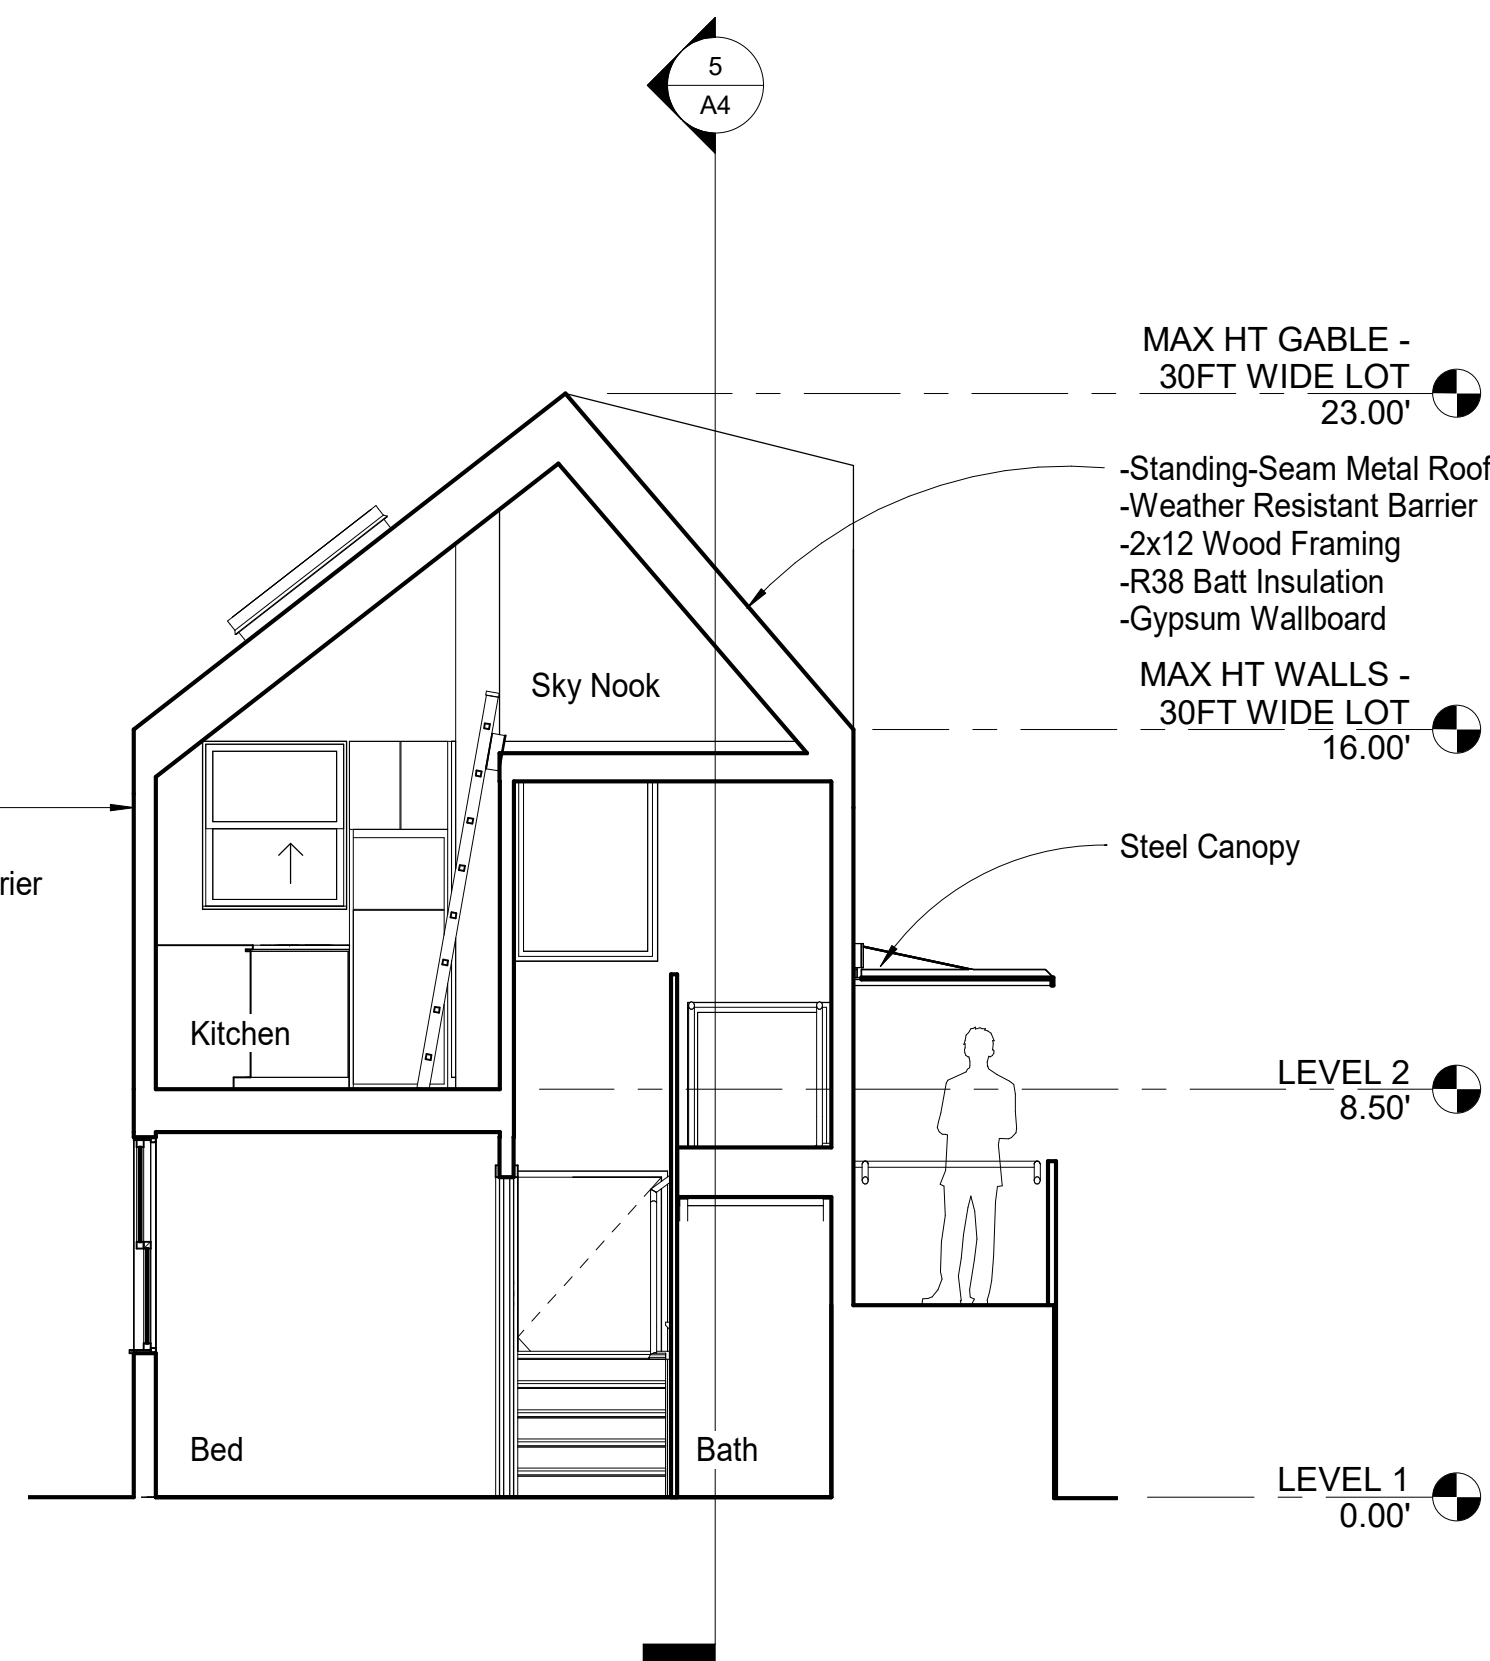 5
A4
MAX HT GABLE -
30FT WIDE LOT
23.00'
-Standing-Seam Metal Roof
-Weather Resistant Barrier
-2x12 Wood Framing
-R38 Batt Insulation
-Gypsum Wallboard
Sky Nook
MAX HT WALLS -
30FT WIDE LOT
16.00'
Steel Canopy
rier
Kitchen
LEVEL 2
8.50'
Bed
Bath
LEVEL 1
0.00'